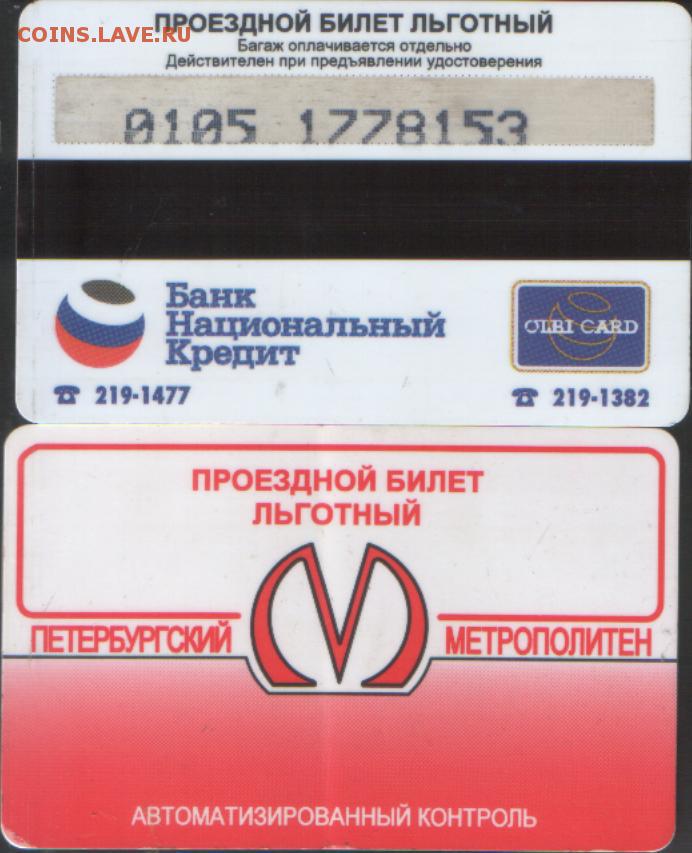 COINS.LAVE.RU
ПРОЕЗДНОЙ БИЛЕТ ЛЬГОТНЫЙ
Багаж оплачивается отдельно
Действителен при предъявлении удостоверения
0105 1778153
Банк
Национальный
Кредит
OLBI CARD
☎ 219-1477
☎ 219-1382
ПРОЕЗДНОЙ БИЛЕТ
ЛЬГОТНЫЙ
ПЕТЕРБУРГСКИЙ МЕТРОПОЛИТЕН
АВТОМАТИЗИРОВАННЫЙ КОНТРОЛЬ